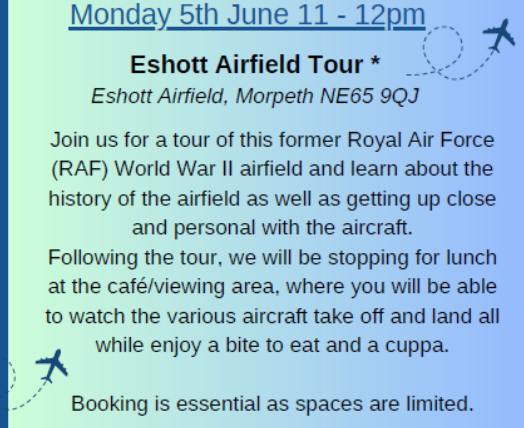 Monday 5th June 11 - 12pm
Eshott Airfield Tour *
Eshott Airfield, Morpeth NE65 9QJ
Join us for a tour of this former Royal Air Force
(RAF) World War II airfield and learn about the
history of the airfield as well as getting up close
and personal with the aircraft.
Following the tour, we will be stopping for lunch
at the café/viewing area, where you will be able
to watch the various aircraft take off and land all
while enjoy a bite to eat and a cuppa.
Booking is essential as spaces are limited.